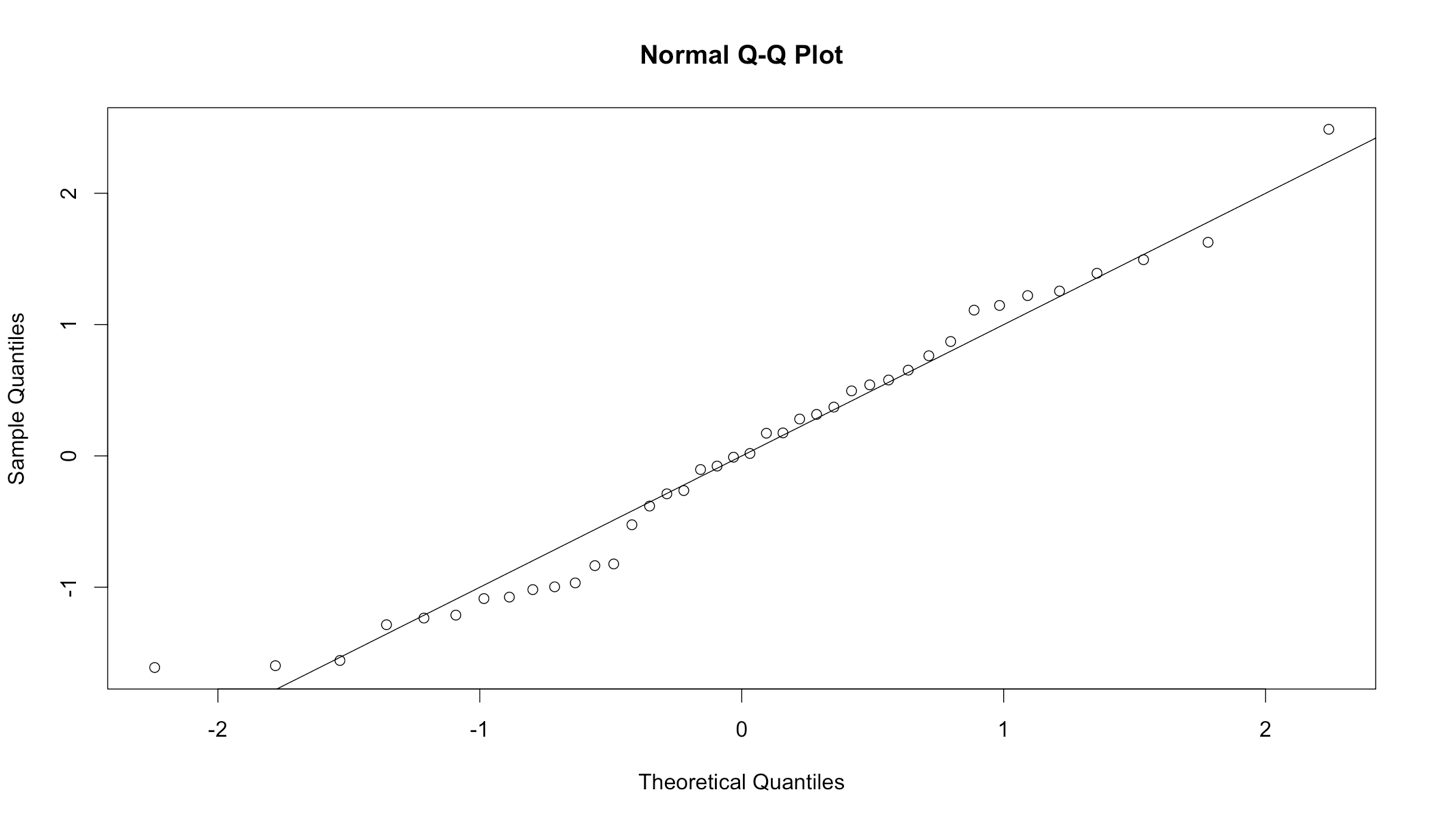 Normal Q-Q Plot
Sample Quantiles
2
1
0
-1
-2 -1 0 1 2
Theoretical Quantiles